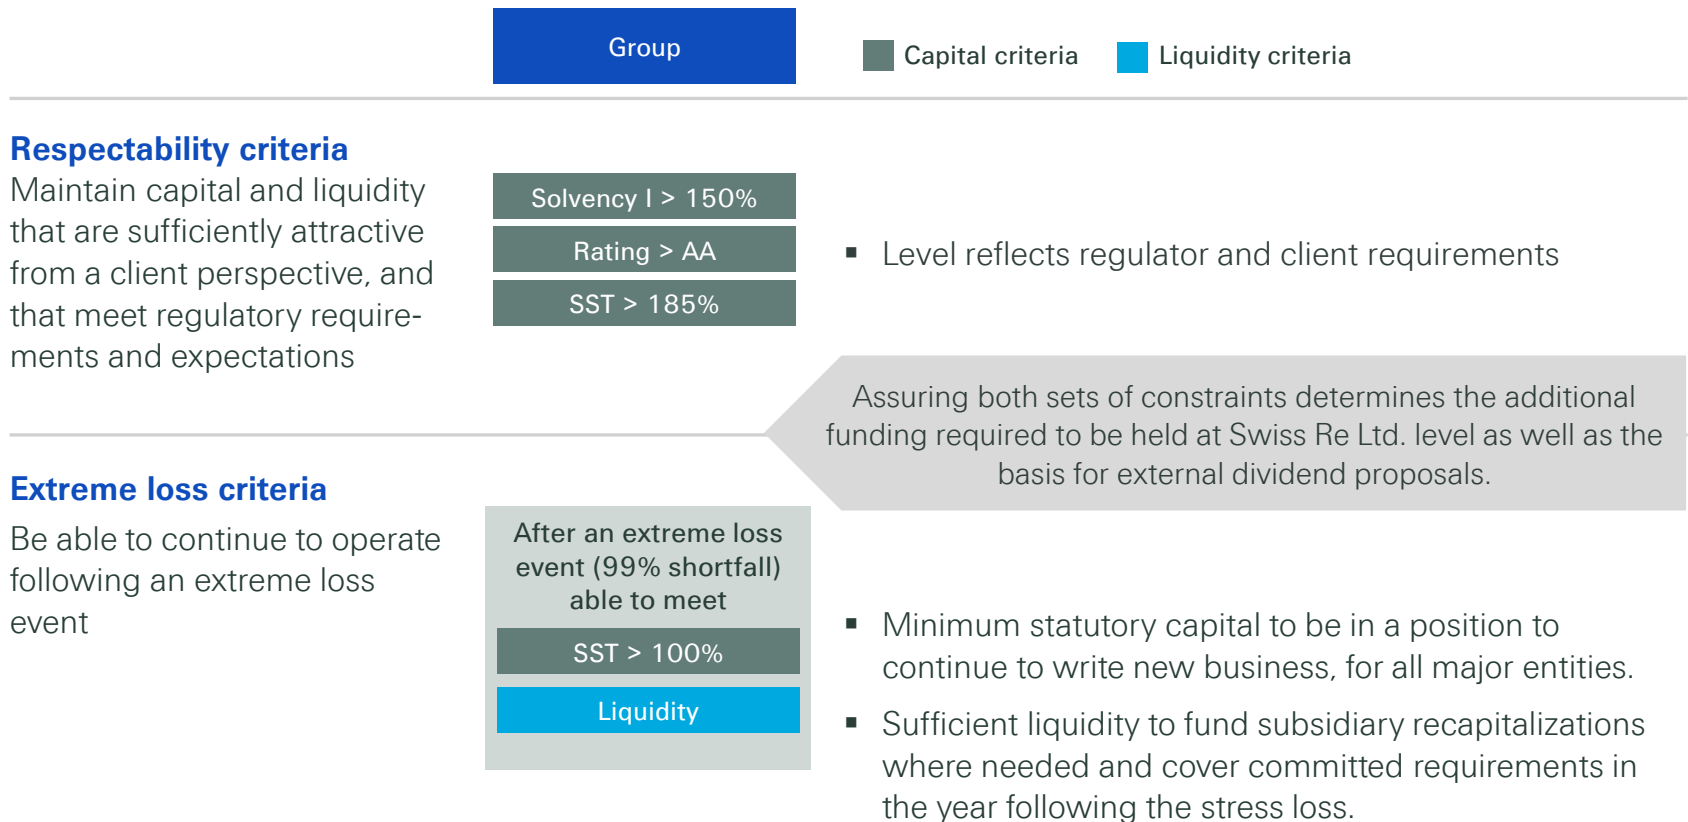 Group
Capital criteria
Liquidity criteria
Respectability criteria
Maintain capital and liquidity
that are sufficiently attractive
from a client perspective, and
that meet regulatory require-
ments and expectations
Solvency I > 150%
Rating > AA
SST > 185%
▪ Level reflects regulator and client requirements
Assuring both sets of constraints determines the additional
funding required to be held at Swiss Re Ltd. level as well as the
basis for external dividend proposals.
Extreme loss criteria
Be able to continue to operate
following an extreme loss
event
After an extreme loss
event (99% shortfall)
able to meet
SST > 100%
Liquidity
▪ Minimum statutory capital to be in a position to
continue to write new business, for all major entities.
▪ Sufficient liquidity to fund subsidiary recapitalizations
where needed and cover committed requirements in
the year following the stress loss.